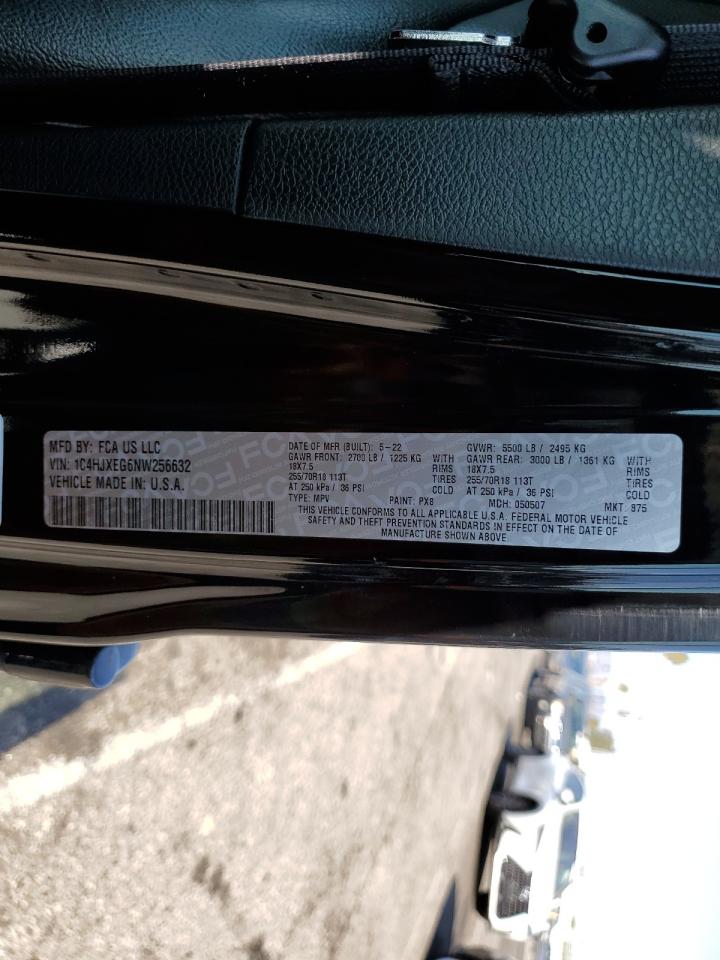 MFD BY: FCA US LLC
VIN: 1C4HJXEG6NW256632
VEHICLE MADE IN: U.S.A.
DATE OF MFR (BUILT): 5-22
GAWR FRONT: 2700 LB / 1225 KG WITH
18X7.5 RIMS
255/70R18 113T TIRES
AT 250 kPa / 36 PSI COLD
GVWR: 5500 LB / 2495 KG
GAWR REAR: 3000 LB / 1361 KG WITH
18X7.5 RIMS
255/70R18 113T TIRES
AT 250 kPa / 36 PSI COLD
TYPE: MPV PAINT: PX8 MCH: 050507 MKT: 975
THIS VEHICLE CONFORMS TO ALL APPLICABLE U.S.A. FEDERAL MOTOR VEHICLE
SAFETY AND THEFT PREVENTION STANDARDS IN EFFECT ON THE DATE OF
MANUFACTURE SHOWN ABOVE.